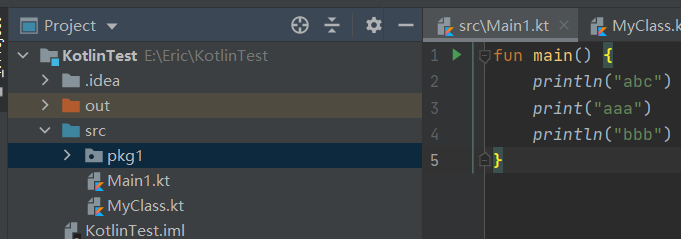 Project
KotlinTest E:\Eric\KotlinTest
.idea
out
src
pkg1
Main1.kt
MyClass.kt
KotlinTest.iml
src\Main1.kt
MyClass.k
1 fun main() {
2 println("abc")
3 print("aaa")
4 println("bbb")
5 }